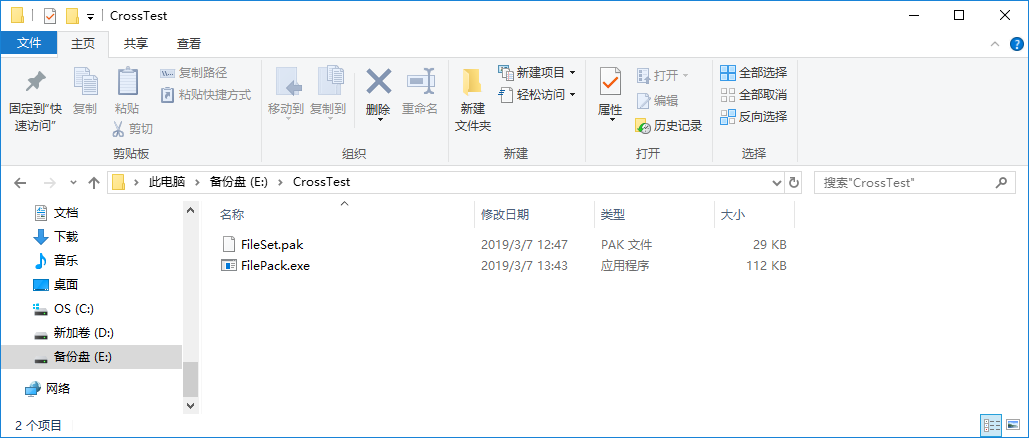 CrossTest
文件 主页 共享 查看
固定到"快速访问"
复制
粘贴
复制路径
粘贴快捷方式
剪切
剪贴板
移动到
复制到
删除
重命名
组织
新建
文件夹
新建项目
轻松访问
新建
属性
打开
编辑
历史记录
打开
全部选择
全部取消
反向选择
选择
此电脑 > 备份盘 (E:) > CrossTest
搜索"CrossTest"
文档
下载
音乐
桌面
OS (C:)
新加卷 (D:)
备份盘 (E:)
网络
名称 修改日期 类型 大小
FileSet.pak 2019/3/7 12:47 PAK 文件 29 KB
FilePack.exe 2019/3/7 13:43 应用程序 112 KB
2 个项目